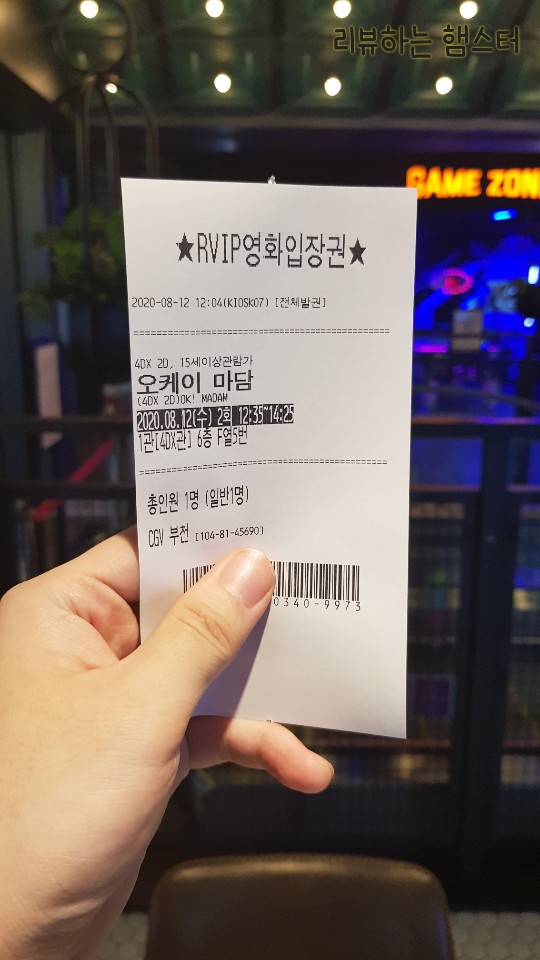 리뷰하는 햄스터
GAME ZON
★RVIP영화입장권★
2020-08-12 12:04(KIOSK07) [전체발권]
4DX 2D, 15세이상관람가
오케이 마담
(4DX 2D)OK! MADAM
2020.08.12(수) 2회 12:35~14:25
1관[4DX관] 6층 F열5번
총인원 1명 (일반1명)
CGV 부천 [104-81-45690]
0340-9973